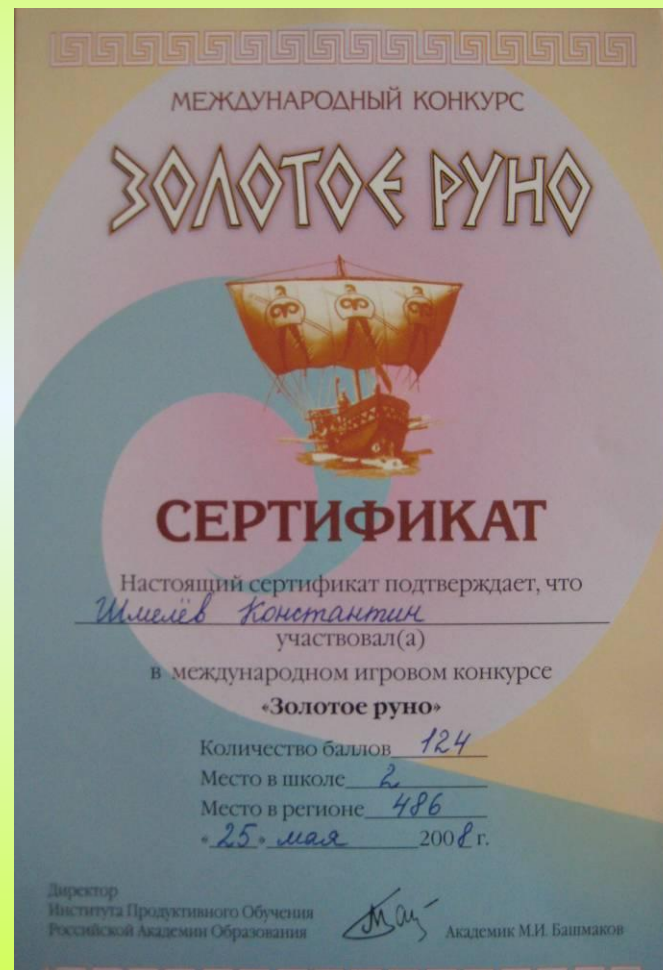 МЕЖДУНАРОДНЫЙ КОНКУРС
ЗОЛОТОЕ РУНО
СЕРТИФИКАТ
Настоящий сертификат подтверждает, что
Шмелёв Константин
участвовал(а)
в международном игровом конкурсе
«Золотое руно»
Количество баллов 124
Место в школе 2
Место в регионе 486
«25» мая 2008 г.
Директор
Института Продуктивного Обучения
Российской Академии Образования
Академик М.И. Башмаков